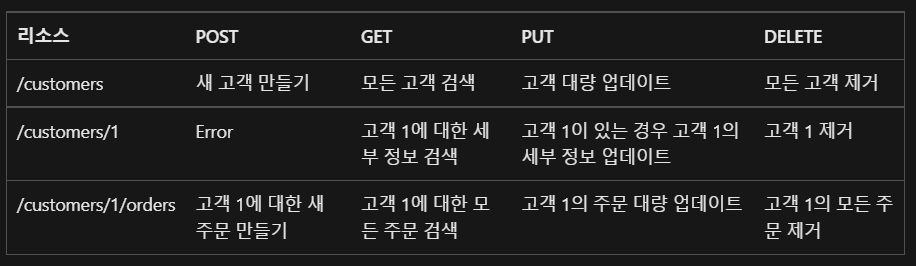 리소스 POST GET PUT DELETE
/customers 새 고객 만들기 모든 고객 검색 고객 대량 업데이트 모든 고객 제거
/customers/1 Error 고객 1에 대한 세 고객 1이 있는 경우 고객 1의 고객 1 제거
부 정보 검색 세부 정보 업데이트
/customers/1/orders 고객 1에 대한 새 고객 1에 대한 모 고객 1의 주문 대량 업데이트 고객 1의 모든 주
주문 만들기 든 주문 검색 문 제거